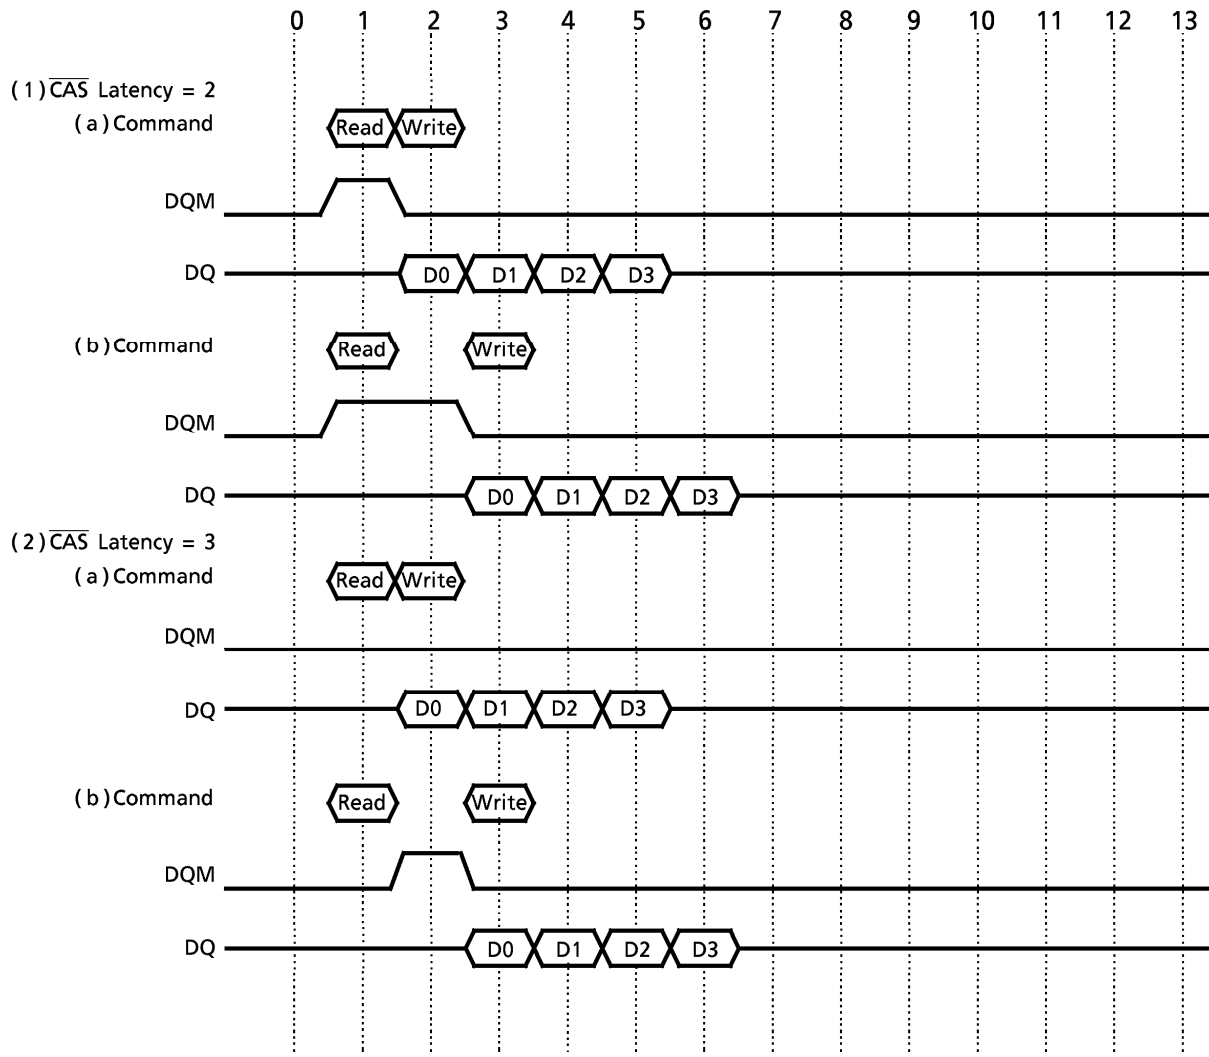 0 1 2 3 4 5 6 7 8 9 10 11 12 13
(1) CAS Latency = 2
(a) Command Read Write
DQM
DQ D0 D1 D2 D3
(b) Command Read Write
DQM
DQ D0 D1 D2 D3
(2) CAS Latency = 3
(a) Command Read Write
DQM
DQ D0 D1 D2 D3
(b) Command Read Write
DQM
DQ D0 D1 D2 D3